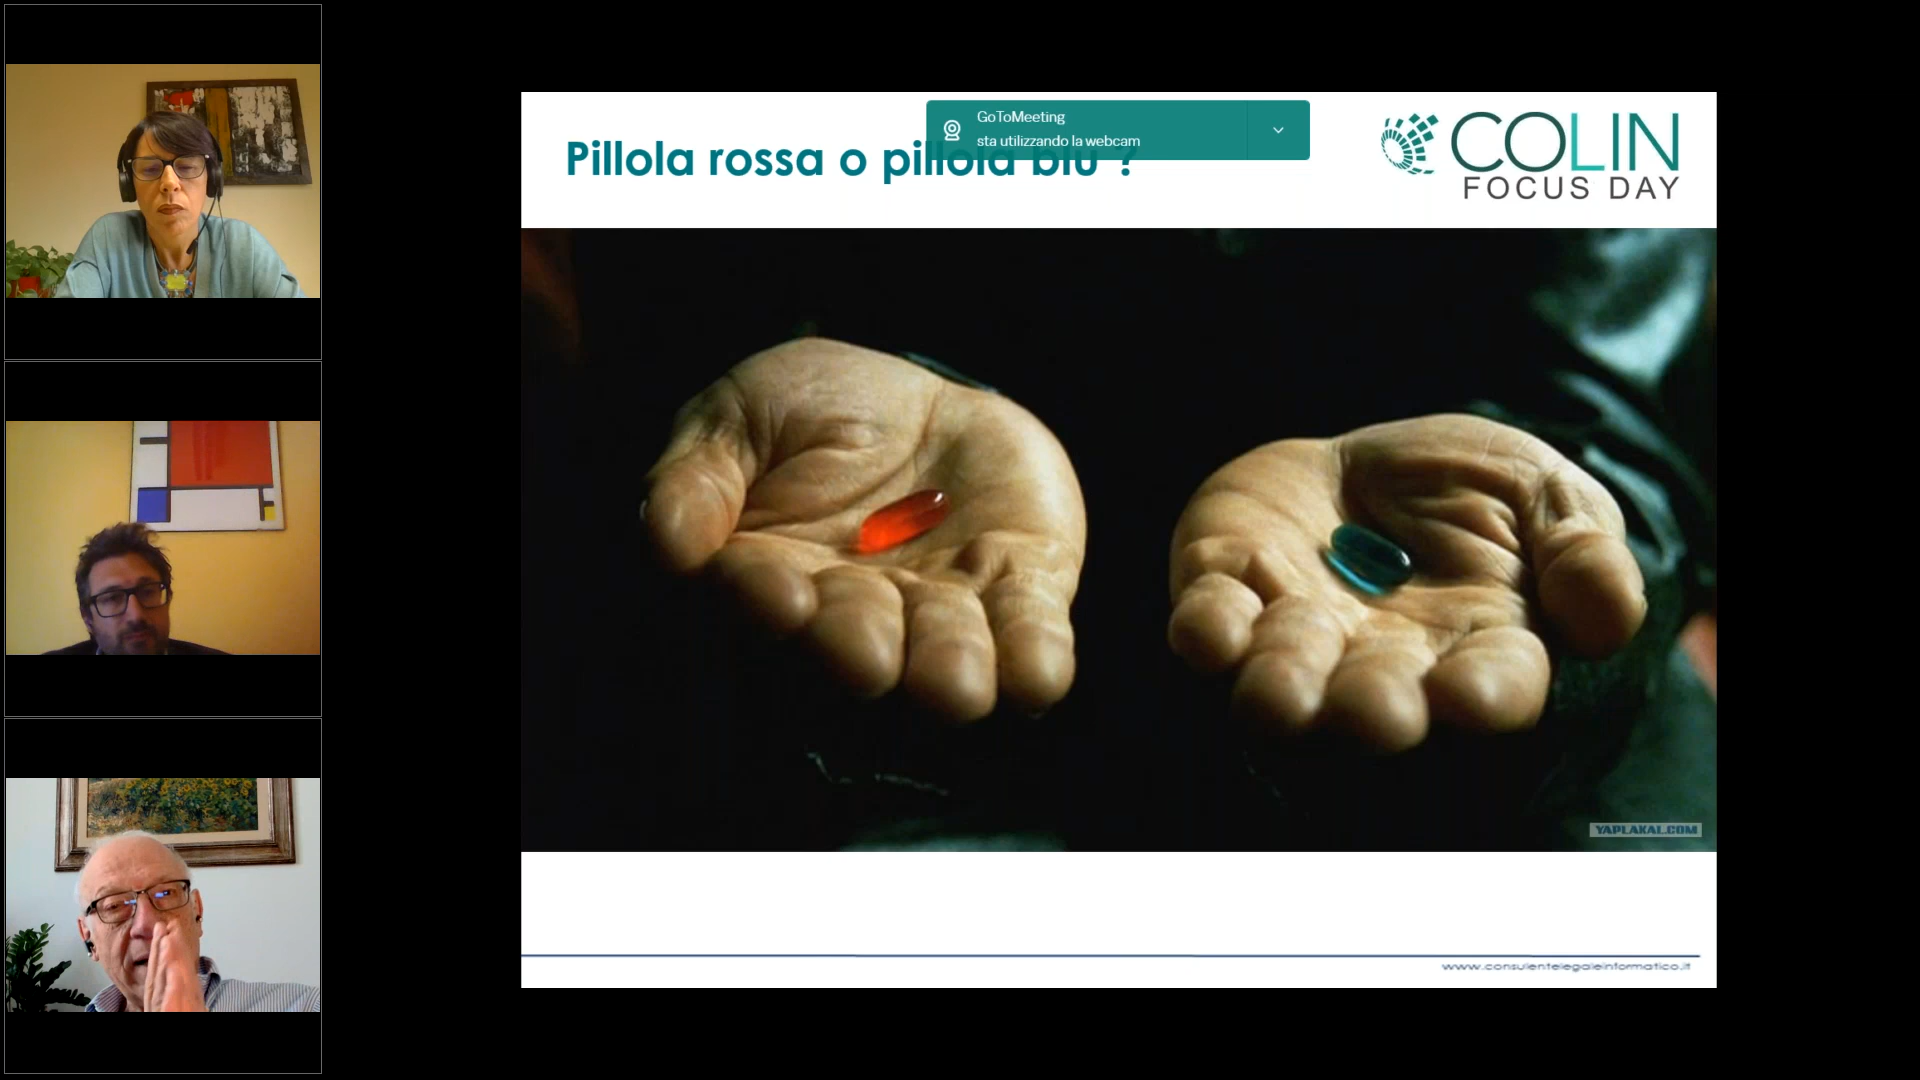 GoToMeeting
sta utilizzando la webcam
Pillola rossa o pillola blu ?
COLIN
FOCUS DAY
YAPLAKAL.COM
www.consulentelegaleinformatico.it